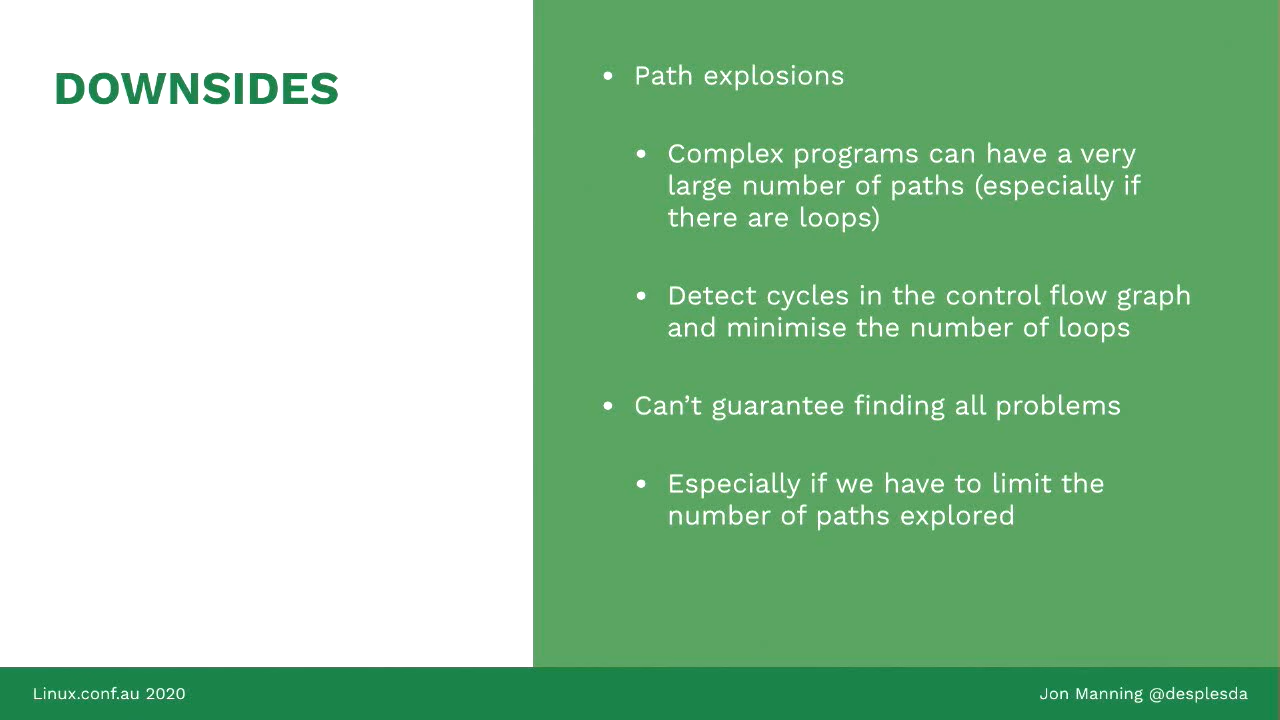 DOWNSIDES
• Path explosions
• Complex programs can have a very
large number of paths (especially if
there are loops)
• Detect cycles in the control flow graph
and minimise the number of loops
• Can’t guarantee finding all problems
• Especially if we have to limit the
number of paths explored
Linux.conf.au 2020
Jon Manning @desplesda